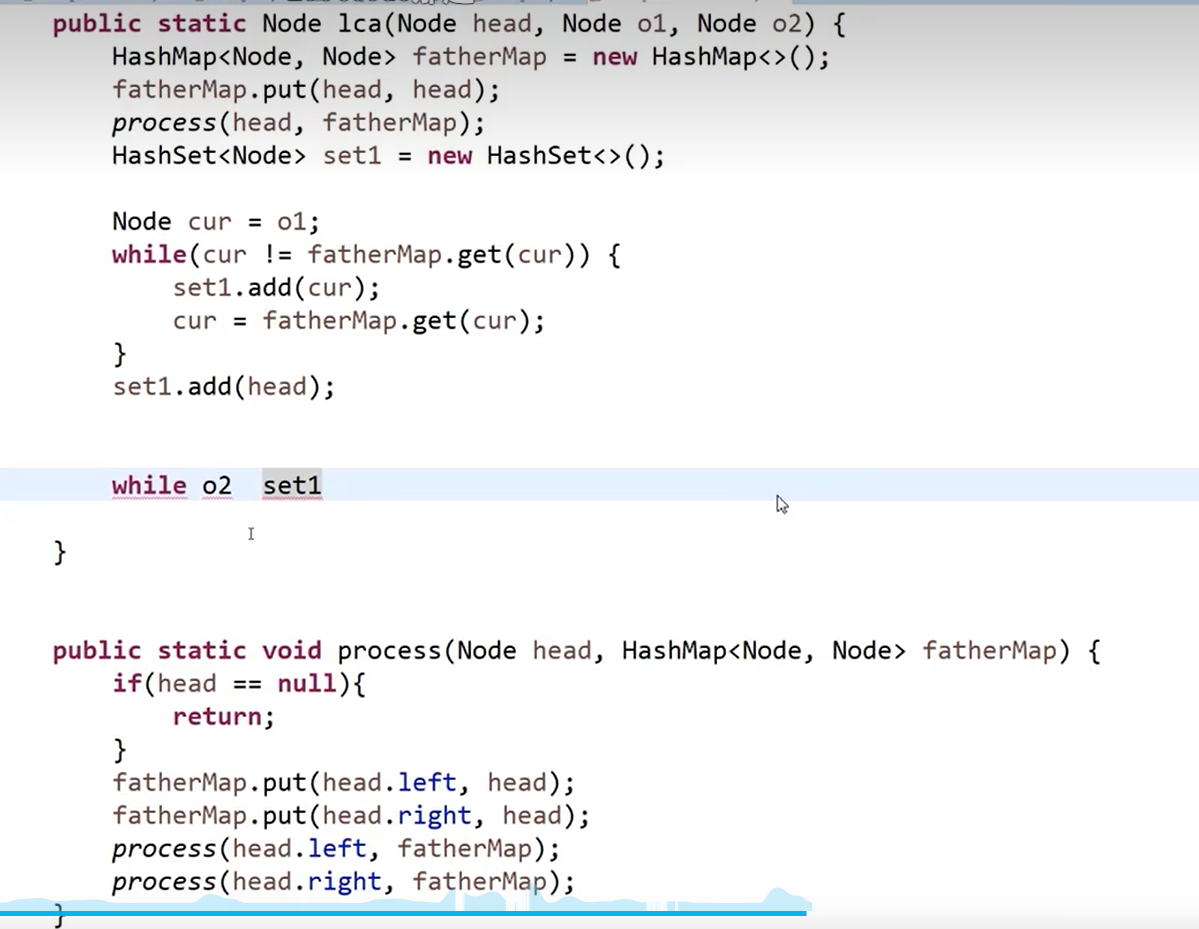 public static Node lca(Node head, Node o1, Node o2) {
HashMap<Node, Node> fatherMap = new HashMap<>();
fatherMap.put(head, head);
process(head, fatherMap);
HashSet<Node> set1 = new HashSet<>();
Node cur = o1;
while(cur != fatherMap.get(cur)) {
set1.add(cur);
cur = fatherMap.get(cur);
}
set1.add(head);
while o2  set1
}
public static void process(Node head, HashMap<Node, Node> fatherMap) {
if(head == null){
return;
}
fatherMap.put(head.left, head);
fatherMap.put(head.right, head);
process(head.left, fatherMap);
process(head.right, fatherMap);
}